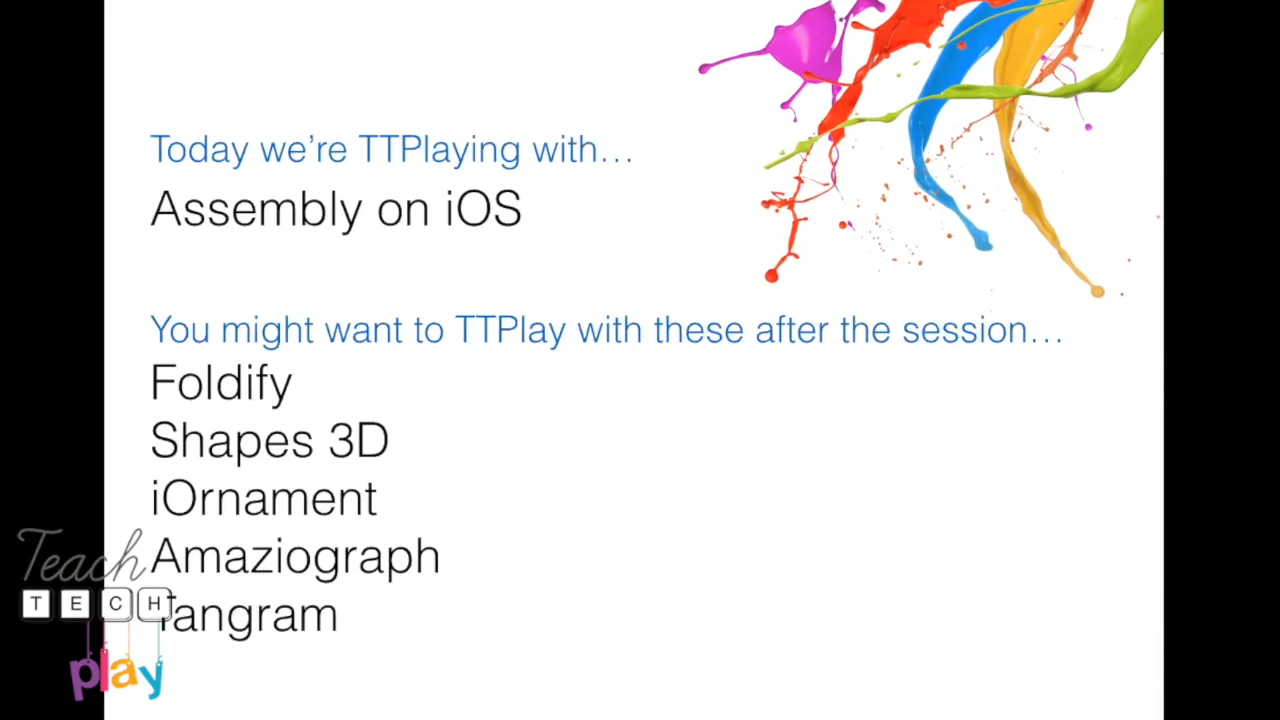 Today we're TTPlaying with…
Assembly on iOS
You might want to TTPlay with these after the session…
Foldify
Shapes 3D
iOrnament
Amaziograph
Tangram
Teach
TECH
play